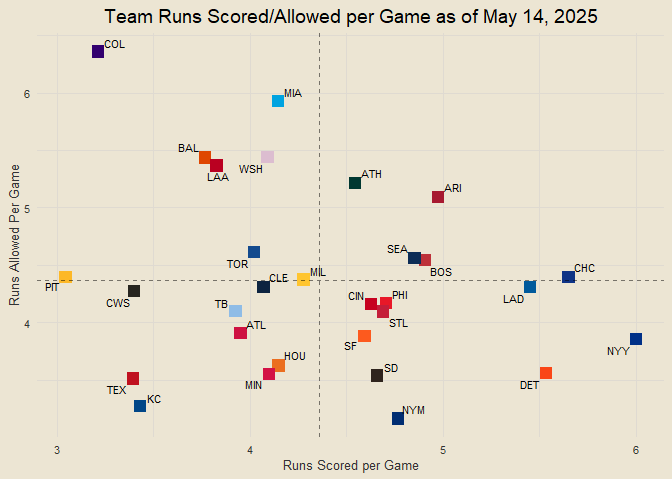 Team Runs Scored/Allowed per Game as of May 14, 2025
COL
6
MIA
BAL
WSH
LAA
ATH
ARI
5
Runs Allowed Per Game
TOR
SEA
BOS
PIT
CWS
CLE
MIL
CHC
LAD
TB
CIN
PHI
STL
4
ATL
SF
NYY
HOU
MIN
SD
DET
TEX
KC
NYM
3
4
5
6
Runs Scored per Game